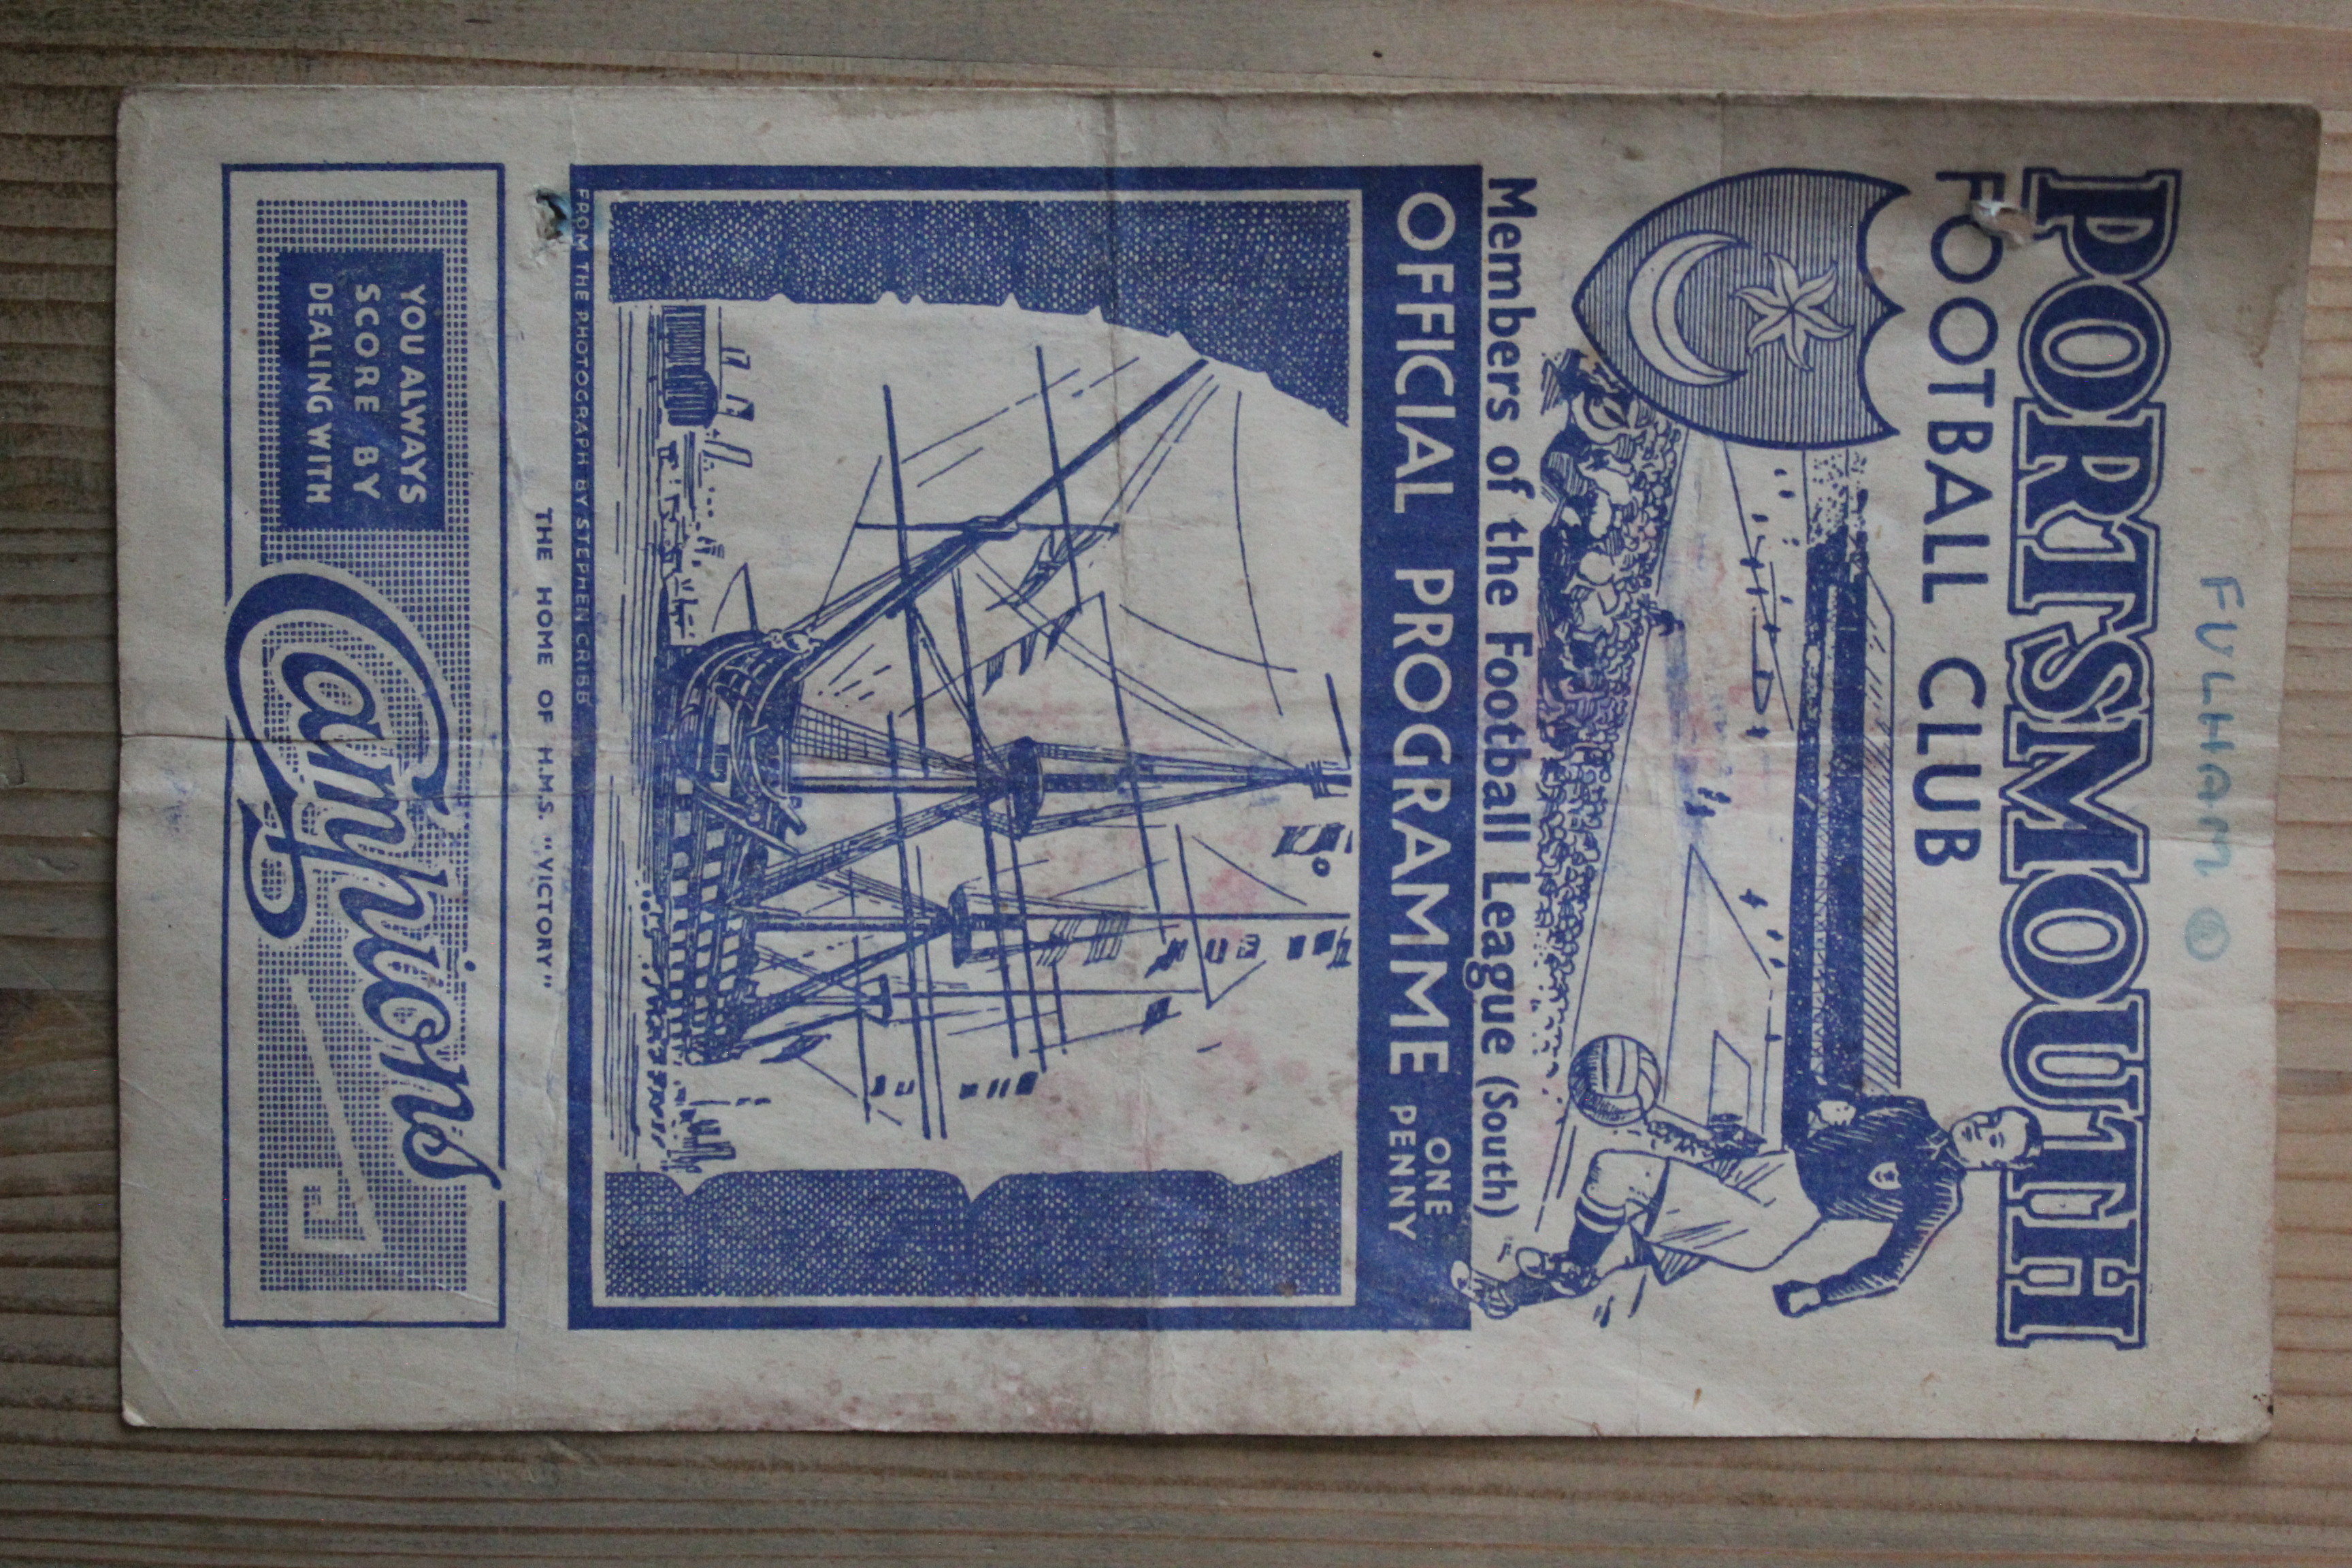 FULHAM
PORTSMOUTH
FOOTBALL CLUB
Members of the Football League (South)
OFFICIAL PROGRAMME ONE PENNY
FROM THE PHOTOGRAPH BY STEPHEN CRIBB
THE HOME OF H.M.S. "VICTORY"
YOU ALWAYS
SCORE BY
DEALING WITH
Camphions